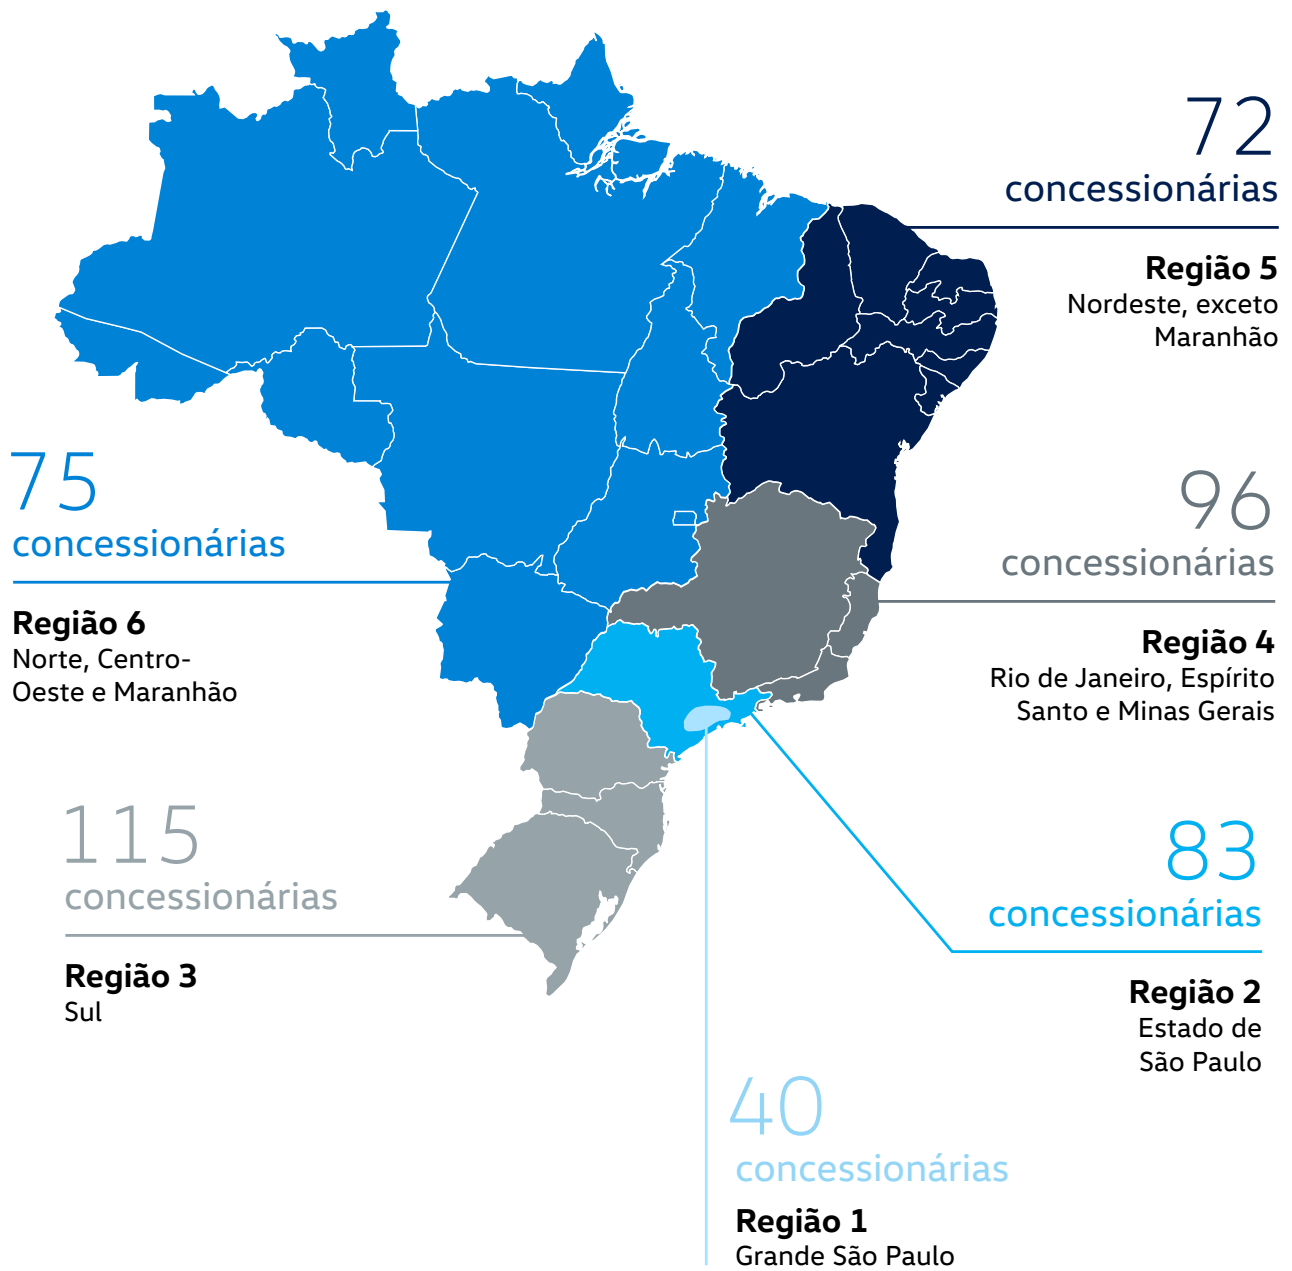 72
concessionárias
Região 5
Nordeste, exceto
Maranhão
75
concessionárias
Região 6
Norte, Centro-
Oeste e Maranhão
96
concessionárias
Região 4
Rio de Janeiro, Espírito
Santo e Minas Gerais
115
concessionárias
Região 3
Sul
83
concessionárias
Região 2
Estado de
São Paulo
40
concessionárias
Região 1
Grande São Paulo